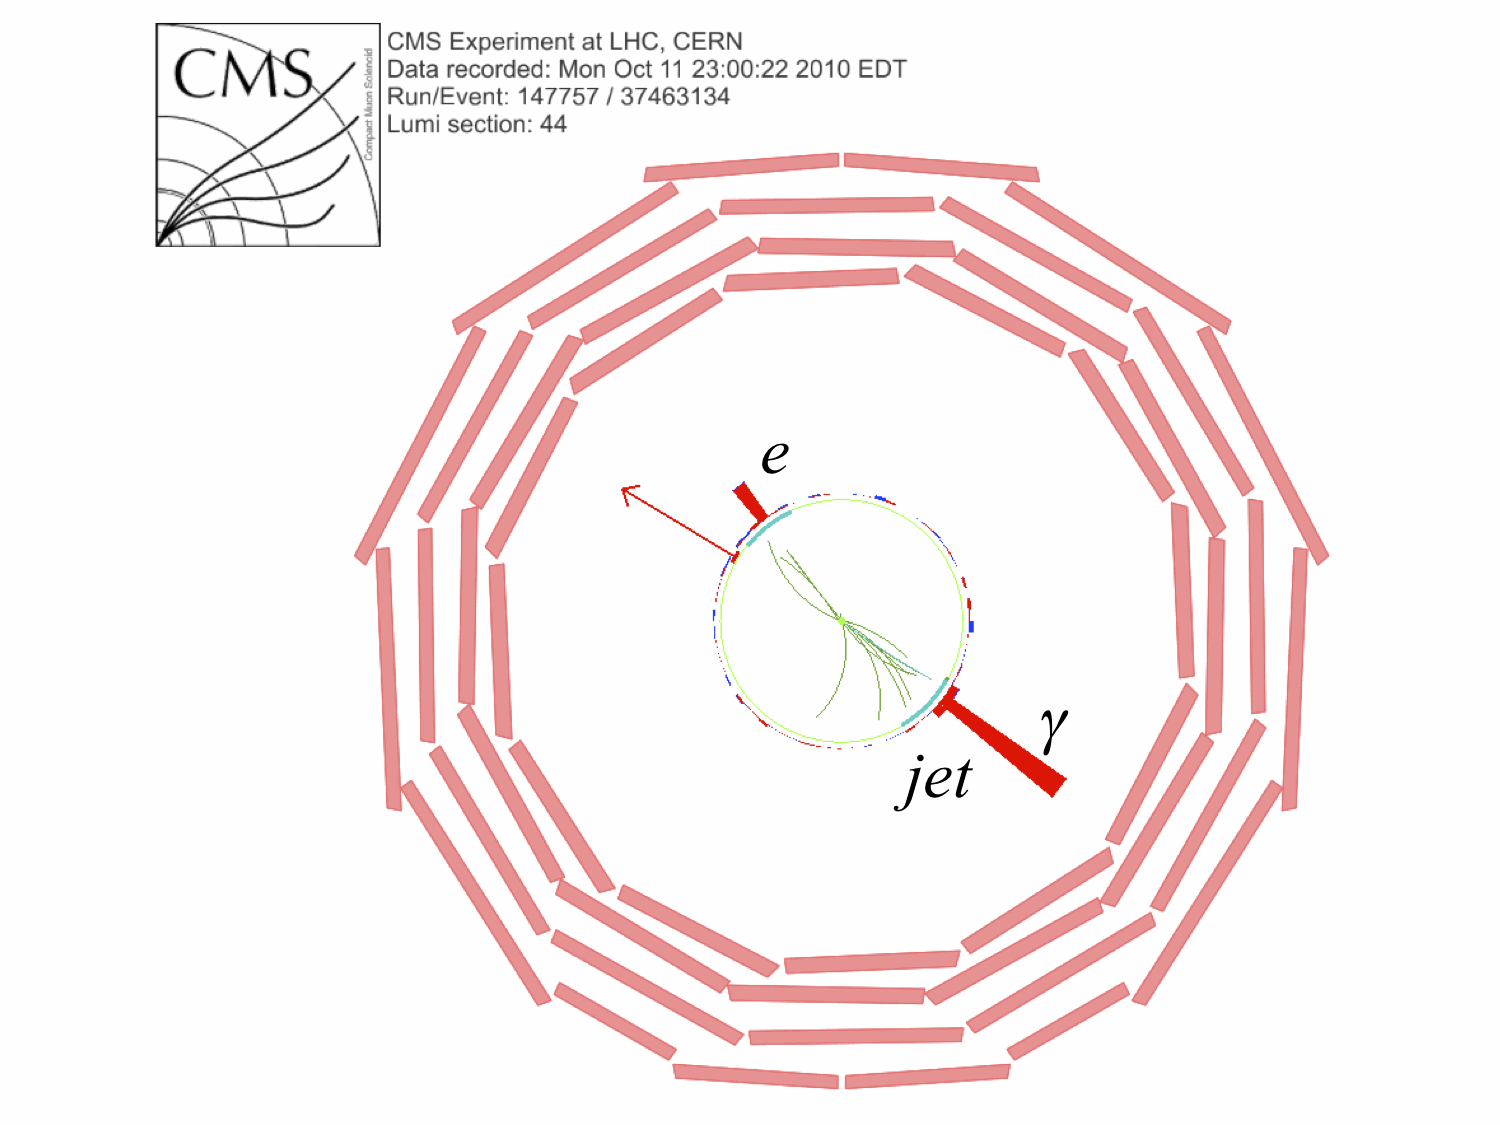 CMS
Compact Muon Solenoid
CMS Experiment at LHC, CERN
Data recorded: Mon Oct 11 23:00:22 2010 EDT
Run/Event: 147757 / 37463134
Lumi section: 44
e
γ
jet